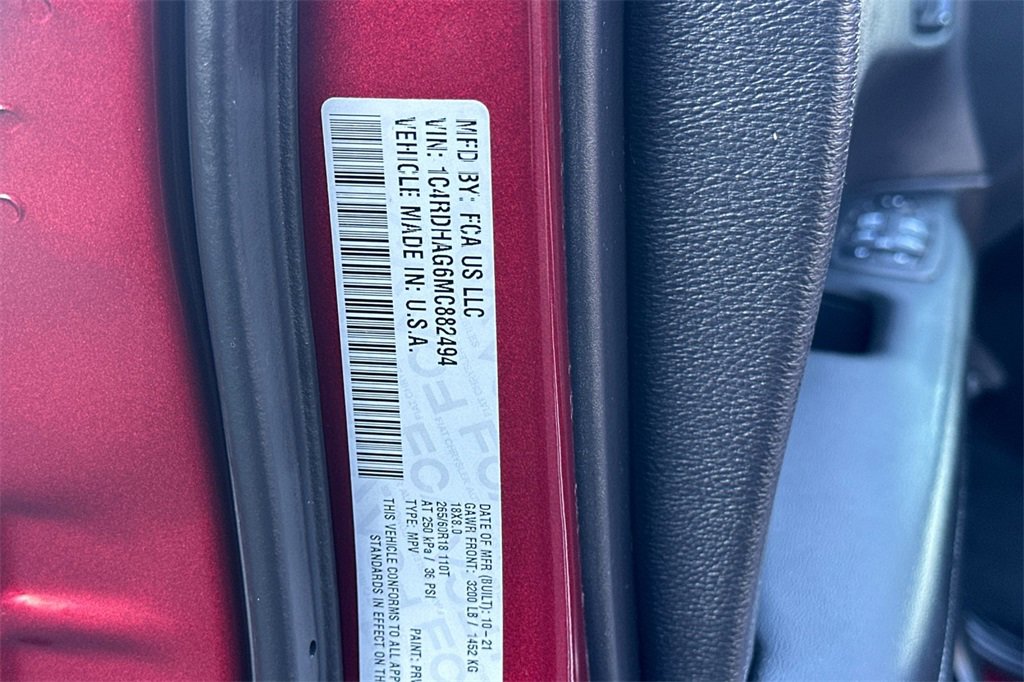 MFD BY: FCA US LLC
VIN: 1C4RDHAG6MC882494
VEHICLE MADE IN: U.S.A.
DATE OF MFR (BUILT): 10-21
GAWR FRONT: 3200 LB / 1452 KG
18X8.0
265/60R18 110T
AT 250 kPa / 36 PSI
TYPE: MPV PAINT: PRV
THIS VEHICLE CONFORMS TO ALL APP
STANDARDS IN EFFECT ON TH